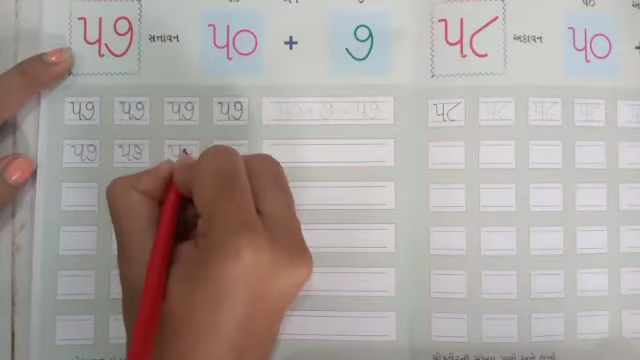 ૫૭ સત્તાવન ૫૦ + ૭ ૫૮ અઠ્ઠાવન ૫૦
૫૭ ૫૭ ૫૭ ૫૭ ૫૦ + ૭ = ૫૭ ૫૮ ૫૮ ૫૮ ૫૮
૫૭ ૫૭